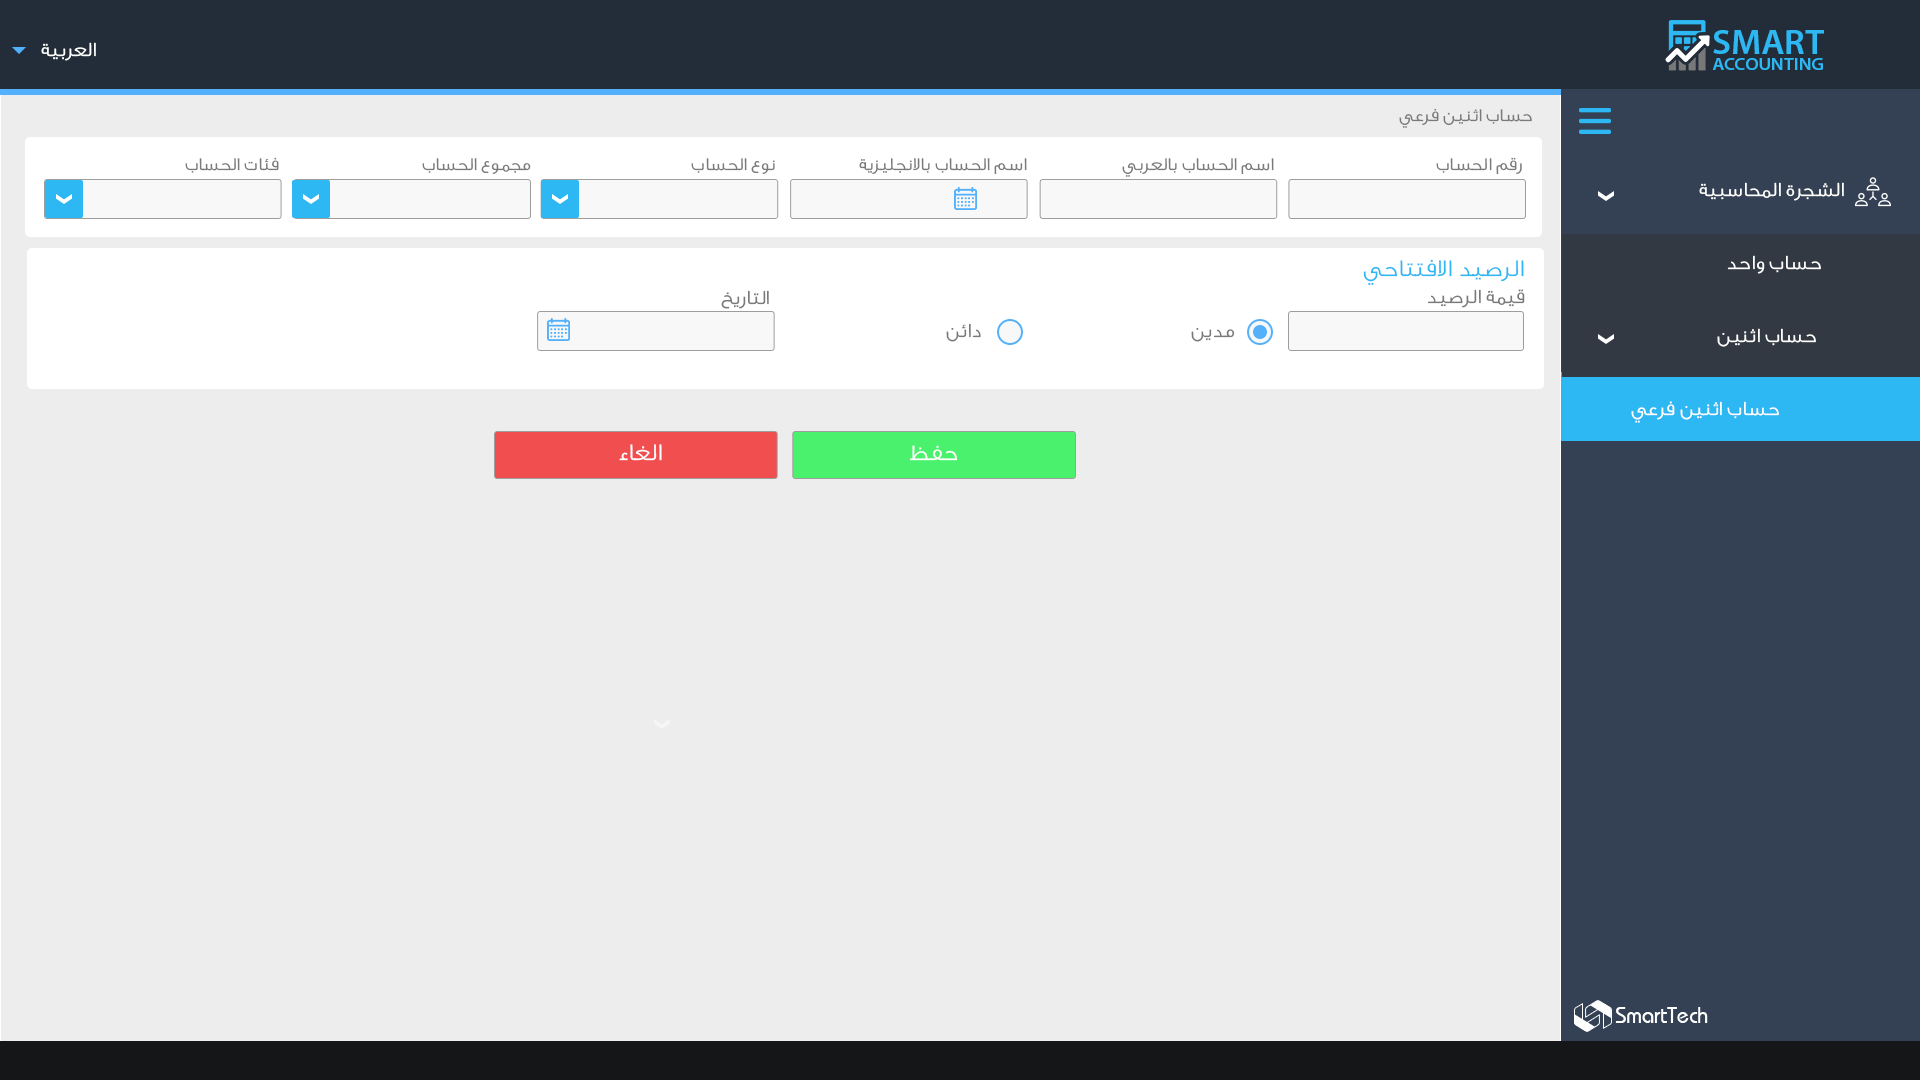 SMART
ACCOUNTING
العربية
حساب اثنين فرعي
رقم الحساب
اسم الحساب بالعربي
اسم الحساب بالانجليزية
نوع الحساب
مجموع الحساب
فئات الحساب
الرصيد الافتتاحي
قيمة الرصيد
مدين
دائن
التاريخ
حفظ
الغاء
الشجرة المحاسبية
حساب واحد
حساب اثنين
حساب اثنين فرعي
SmartTech